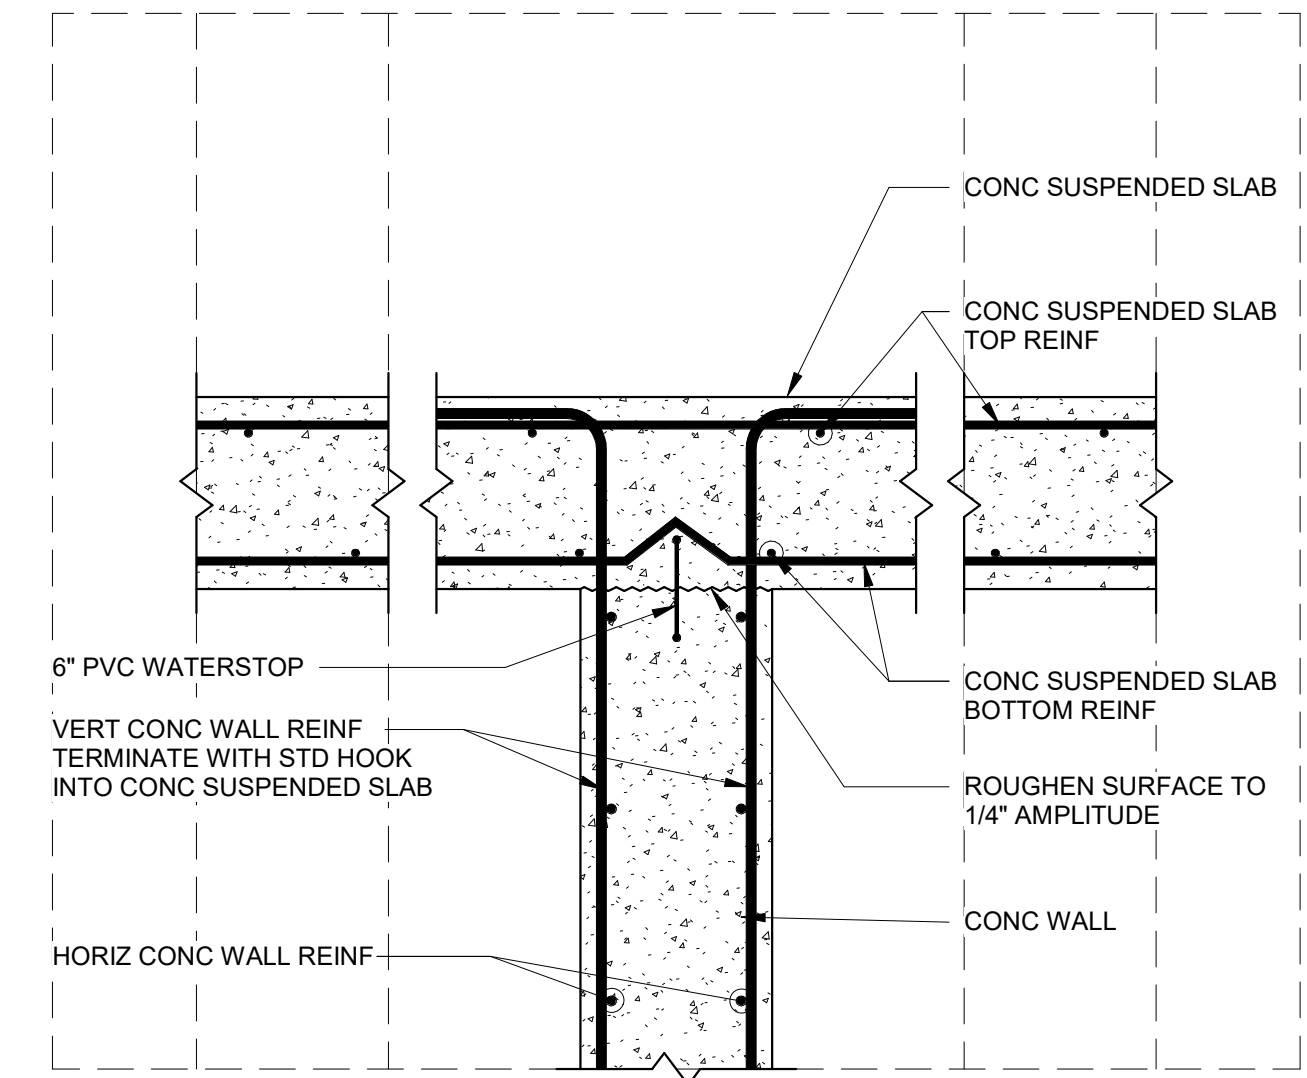 CONC SUSPENDED SLAB
CONC SUSPENDED SLAB
TOP REINF
6" PVC WATERSTOP
VERT CONC WALL REINF
TERMINATE WITH STD HOOK
INTO CONC SUSPENDED SLAB
HORIZ CONC WALL REINF
CONC SUSPENDED SLAB
BOTTOM REINF
ROUGHEN SURFACE TO
1/4" AMPLITUDE
CONC WALL